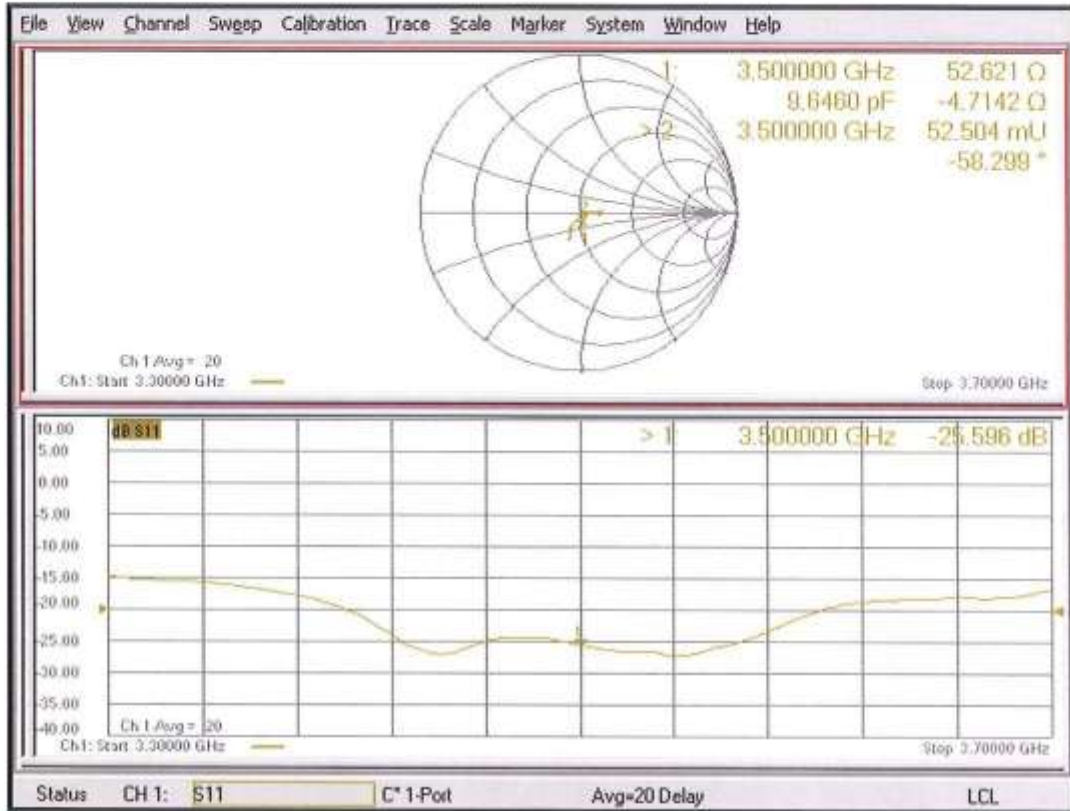 File View Channel Sweep Calibration Trace Scale Marker System Window Help
1: 3.500000 GHz 52.621 Ω
9.6460 pF -4.7142 Ω
> 2: 3.500000 GHz 52.504 mU
-58.299 °
Ch 1 Avg = 20
Ch1: Start 3.30000 GHz
Stop 3.70000 GHz
10.00
dB S11
> 1: 3.500000 GHz -25.596 dB
5.00
0.00
-5.00
-10.00
-15.00
-20.00
-25.00
-30.00
-35.00
-40.00
Ch 1 Avg = 20
Ch1: Start 3.30000 GHz
Stop 3.70000 GHz
Status CH 1: S11 C* 1-Port Avg=20 Delay LCL